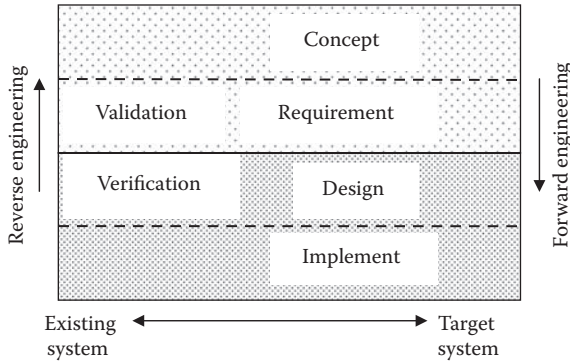 Concept
Validation
Requirement
Verification
Design
Implement
Reverse engineering
Forward engineering
Existing
system
Target
system